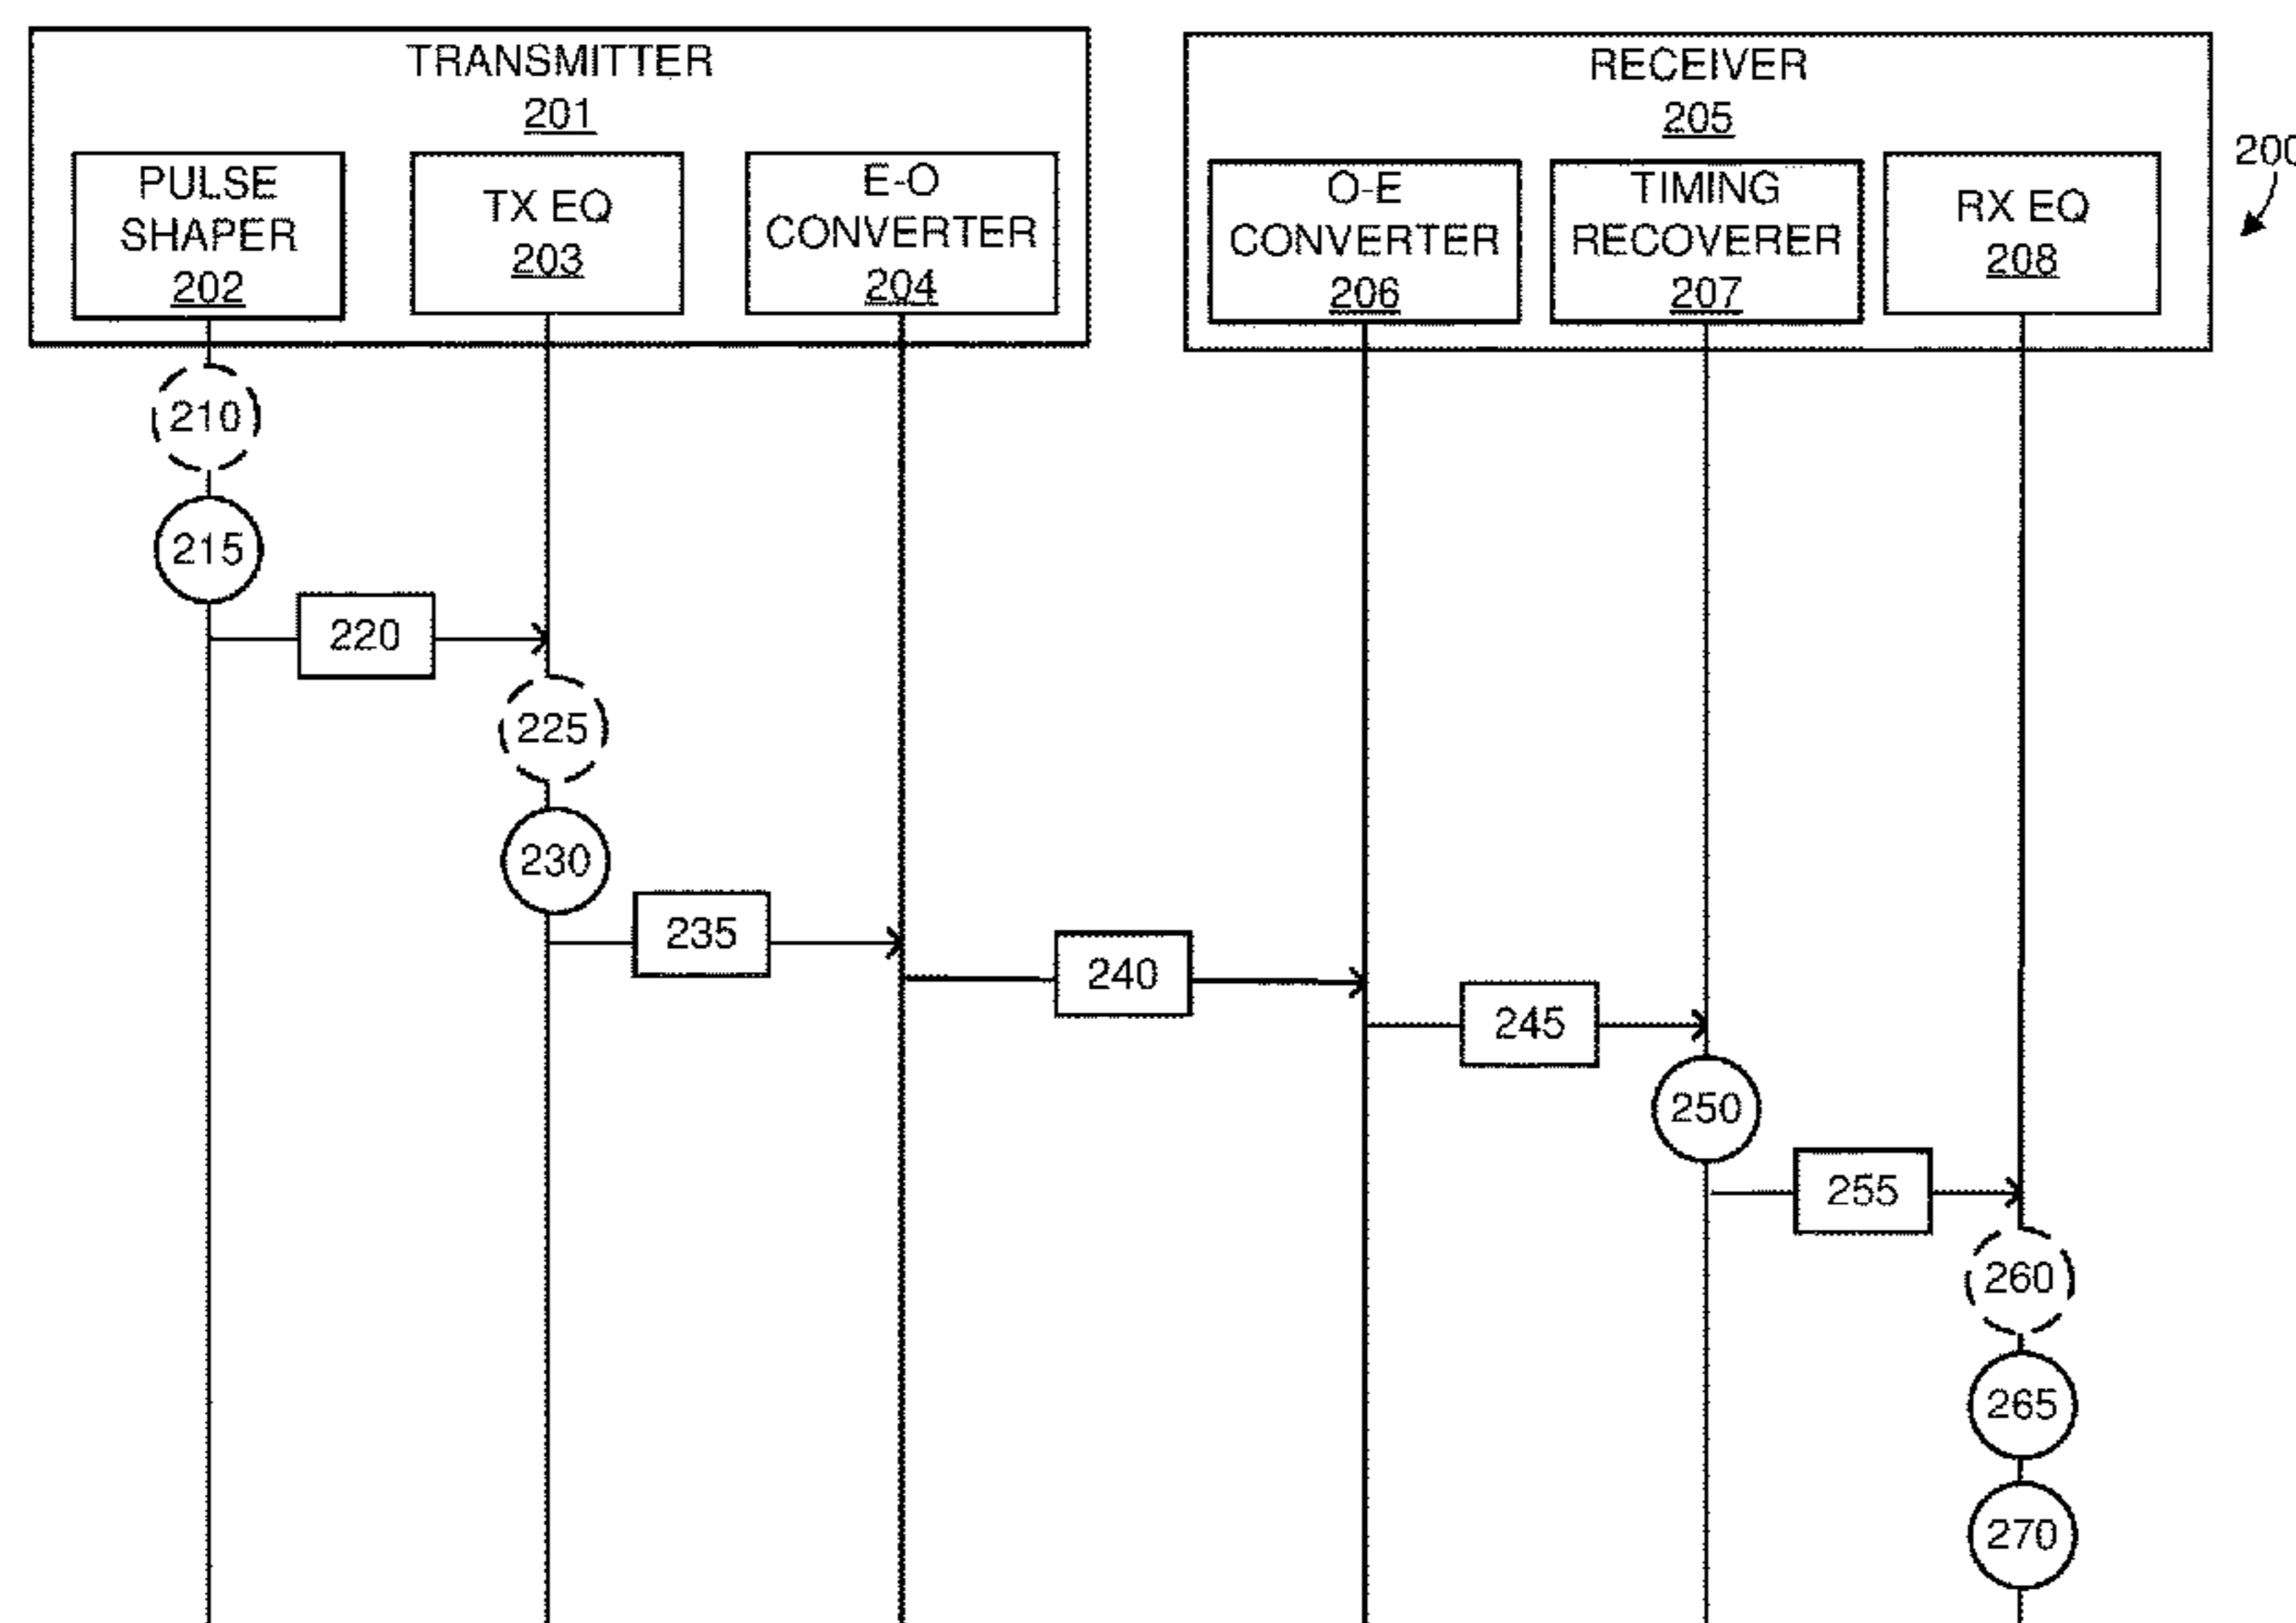 TRANSMITTER
201
PULSE
SHAPER
202
TX EQ
203
E-O
CONVERTER
204
RECEIVER
205
O-E
CONVERTER
206
TIMING
RECOVERER
207
RX EQ
208
200
210
215
220
225
230
235
240
245
250
255
260
265
270